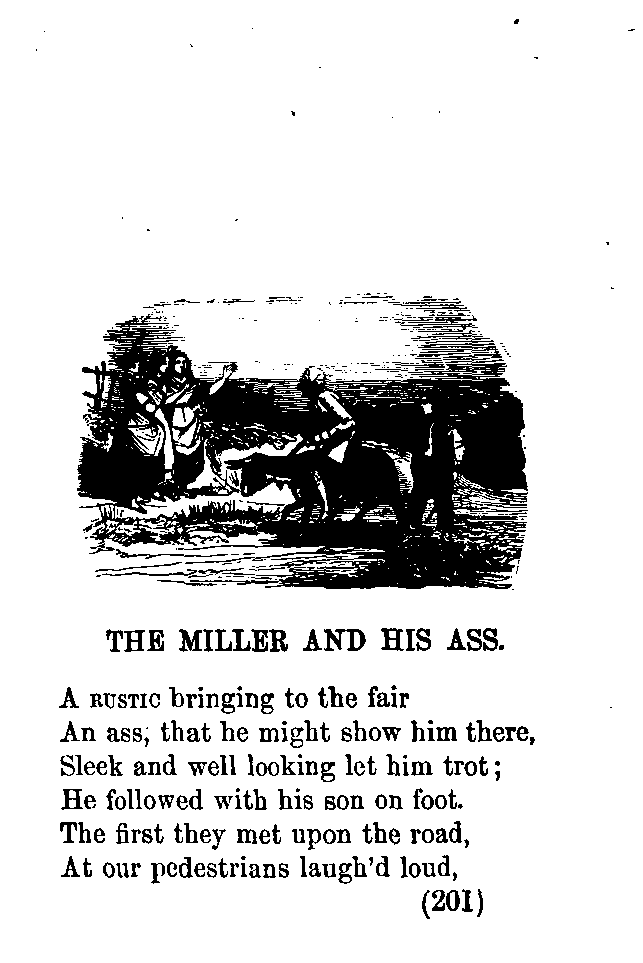 THE MILLER AND HIS ASS.
A RUSTIC bringing to the fair
An ass, that he might show him there,
Sleek and well looking let him trot;
He followed with his son on foot.
The first they met upon the road,
At our pedestrians laugh'd loud,
(201)